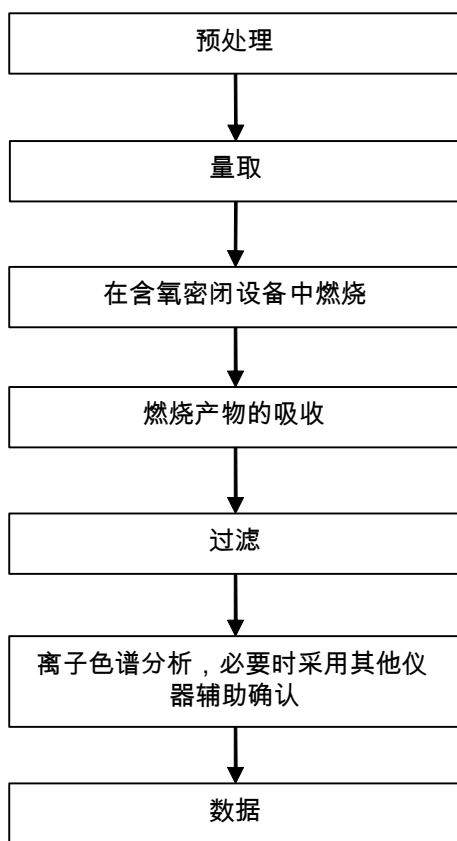 预处理
量取
在含氧密闭设备中燃烧
燃烧产物的吸收
过滤
离子色谱分析，必要时采用其他仪
器辅助确认
数据